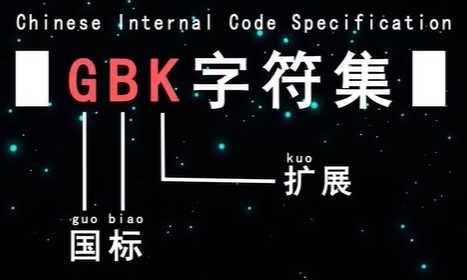 Chinese Internal Code Specification
GBK字符集
kuo
扩展
guo biao
国标